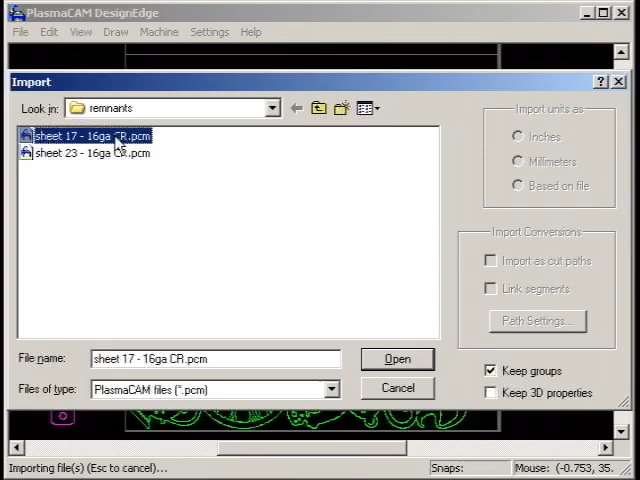 PlasmaCAM DesignEdge
File Edit View Draw Machine Settings Help
Import
Look in: remnants
sheet 17 - 16ga CR.pcm
sheet 23 - 16ga CR.pcm
Import units as
Inches
Millimeters
Based on file
Import Conversions
Import as cut paths
Link segments
Path Settings...
File name: sheet 17 - 16ga CR.pcm
Open
Files of type: PlasmaCAM files (*.pcm)
Cancel
Keep groups
Keep 3D properties
Importing file(s) (Esc to cancel)...
Snaps:
Mouse: (-0.753, 35.